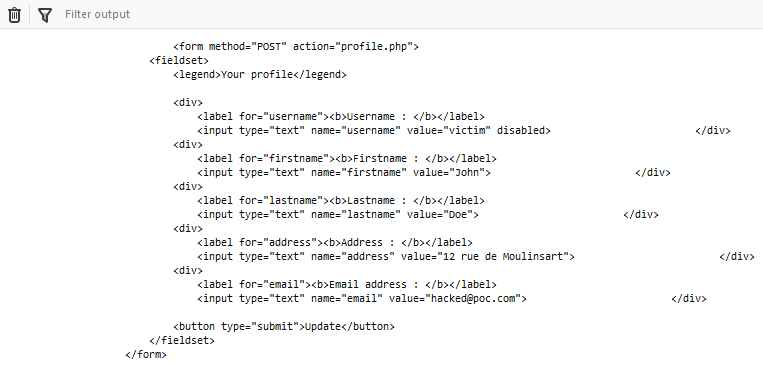 Filter output
<form method="POST" action="profile.php">
<fieldset>
<legend>Your profile</legend>
<div>
<label for="username"><b>Username : </b></label>
<input type="text" name="username" value="victim" disabled> </div>
<div>
<label for="firstname"><b>Firstname : </b></label>
<input type="text" name="firstname" value="John"> </div>
<div>
<label for="lastname"><b>Lastname : </b></label>
<input type="text" name="lastname" value="Doe"> </div>
<div>
<label for="address"><b>Address : </b></label>
<input type="text" name="address" value="12 rue de Moulinsart"> </div>
<div>
<label for="email"><b>Email address : </b></label>
<input type="text" name="email" value="hacked@poc.com"> </div>
<button type="submit">Update</button>
</fieldset>
</form>